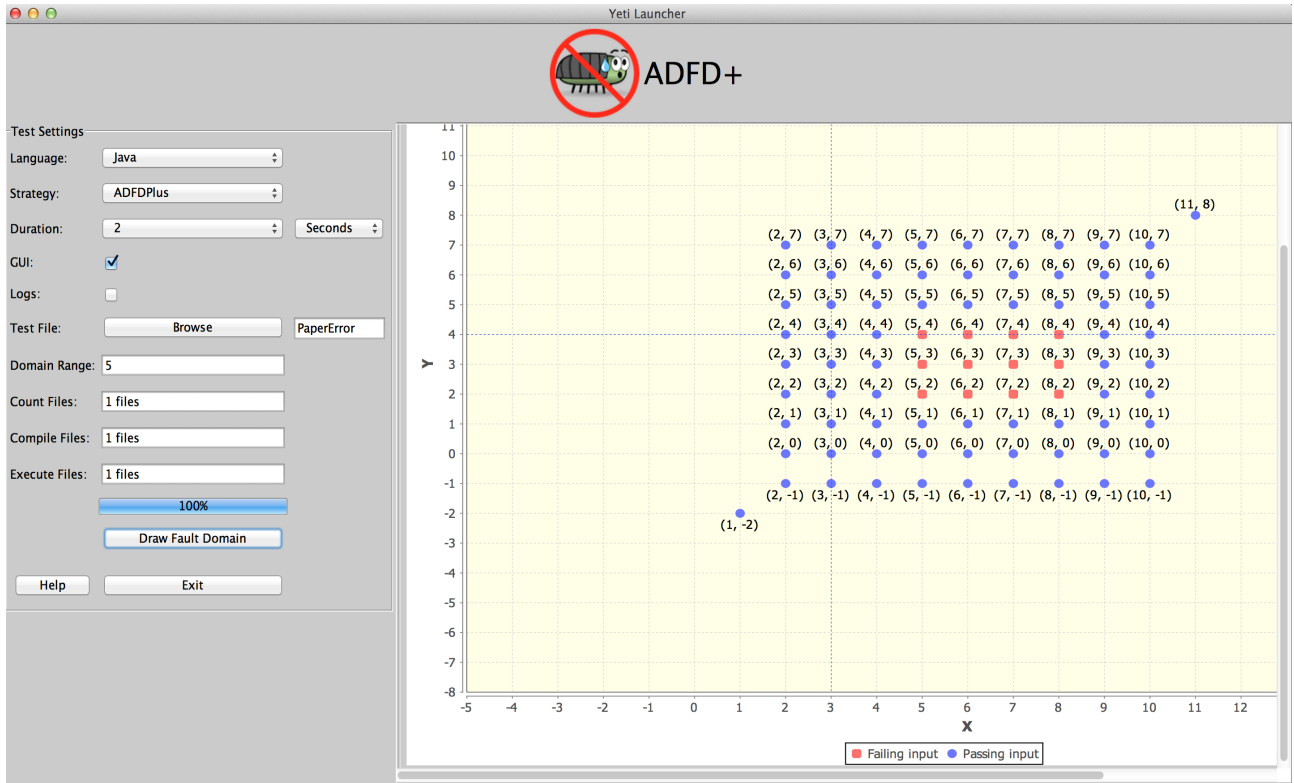 Yeti Launcher
ADFD+
Test Settings
Language: Java
Strategy: ADFDPlus
Duration: 2 Seconds
GUI:
Logs:
Test File: Browse PaperError
Domain Range: 5
Count Files: 1 files
Compile Files: 1 files
Execute Files: 1 files
100%
Draw Fault Domain
Help Exit
11
10
9
(11, 8)
8
(2, 7) (3, 7) (4, 7) (5, 7) (6, 7) (7, 7) (8, 7) (9, 7) (10, 7)
7
(2, 6) (3, 6) (4, 6) (5, 6) (6, 6) (7, 6) (8, 6) (9, 6) (10, 6)
6
(2, 5) (3, 5) (4, 5) (5, 5) (6, 5) (7, 5) (8, 5) (9, 5) (10, 5)
5
(2, 4) (3, 4) (4, 4) (5, 4) (6, 4) (7, 4) (8, 4) (9, 4) (10, 4)
4
(2, 3) (3, 3) (4, 3) (5, 3) (6, 3) (7, 3) (8, 3) (9, 3) (10, 3)
Y 3
(2, 2) (3, 2) (4, 2) (5, 2) (6, 2) (7, 2) (8, 2) (9, 2) (10, 2)
2
(2, 1) (3, 1) (4, 1) (5, 1) (6, 1) (7, 1) (8, 1) (9, 1) (10, 1)
1
(2, 0) (3, 0) (4, 0) (5, 0) (6, 0) (7, 0) (8, 0) (9, 0) (10, 0)
0
-1
(2, -1) (3, -1) (4, -1) (5, -1) (6, -1) (7, -1) (8, -1) (9, -1) (10, -1)
-2
(1, -2)
-3
-4
-5
-6
-7
-8
-5 -4 -3 -2 -1 0 1 2 3 4 5 6 7 8 9 10 11 12
X
Failing input Passing input